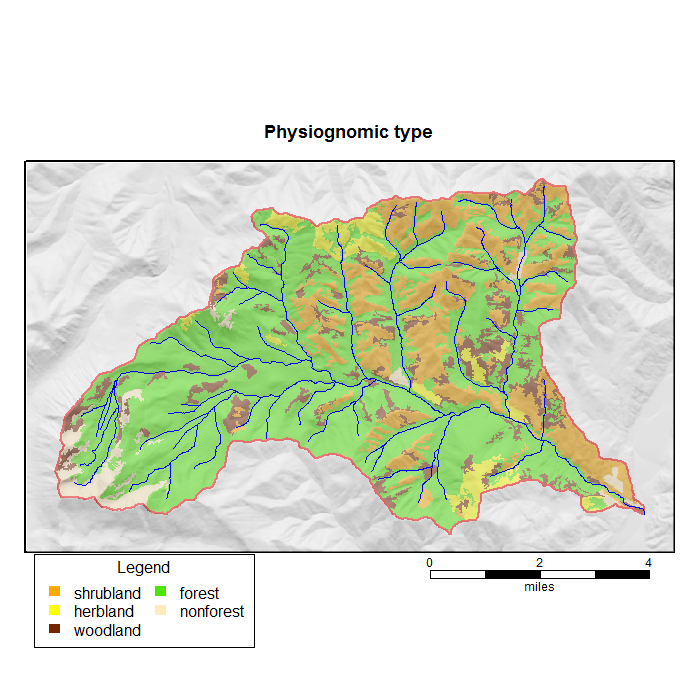 Physiognomic type
0 2 4
miles
Legend
shrubland forest
herbland nonforest
woodland